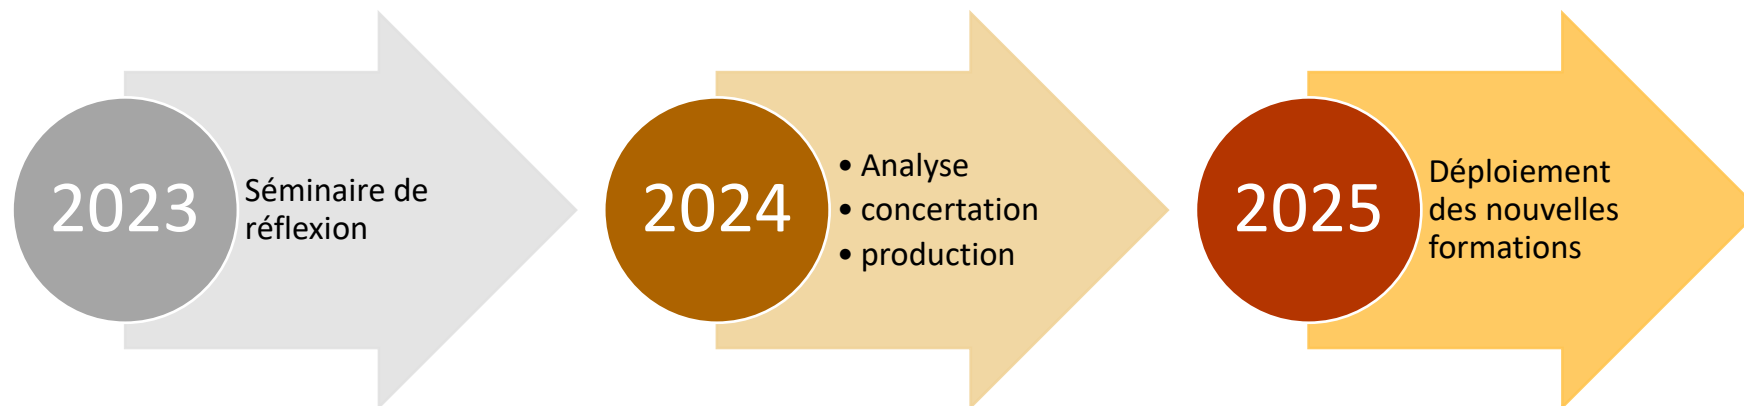 2023
Séminaire de
réflexion
2024
• Analyse
• concertation
• production
2025
Déploiement
des nouvelles
formations